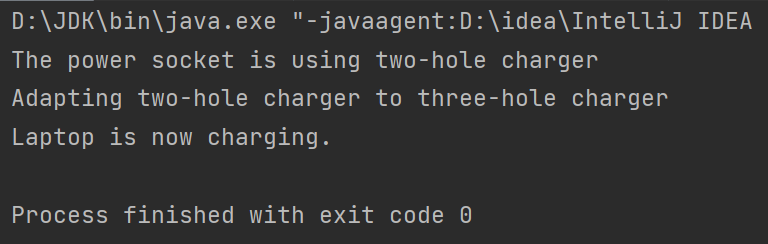 D:\JDK\bin\java.exe "-javaagent:D:\idea\IntelliJ IDEA
The power socket is using two-hole charger
Adapting two-hole charger to three-hole charger
Laptop is now charging.
Process finished with exit code 0